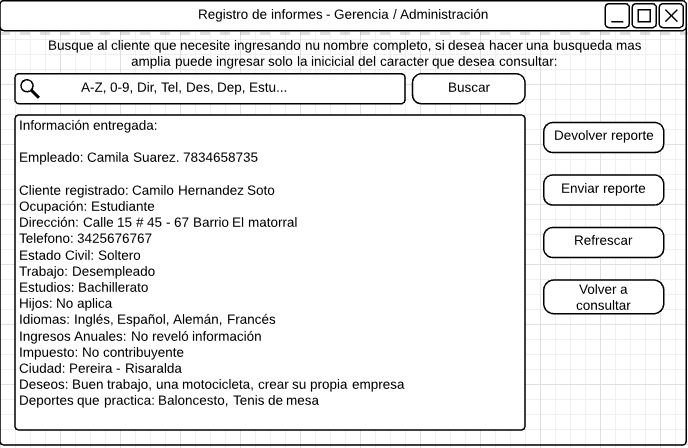 Registro de informes - Gerencia / Administración
Busque al cliente que necesite ingresando nu nombre completo, si desea hacer una busqueda mas
amplia puede ingresar solo la inicicial del caracter que desea consultar:
A-Z, 0-9, Dir, Tel, Des, Dep, Estu...
Buscar
Información entregada:
Empleado: Camila Suarez. 7834658735
Cliente registrado: Camilo Hernandez Soto
Ocupación: Estudiante
Dirección: Calle 15 # 45 - 67 Barrio El matorral
Telefono: 3425676767
Estado Civil: Soltero
Trabajo: Desempleado
Estudios: Bachillerato
Hijos: No aplica
Idiomas: Inglés, Español, Alemán, Francés
Ingresos Anuales: No reveló información
Impuesto: No contribuyente
Ciudad: Pereira - Risaralda
Deseos: Buen trabajo, una motocicleta, crear su propia empresa
Deportes que practica: Baloncesto, Tenis de mesa
Devolver reporte
Enviar reporte
Refrescar
Volver a
consultar